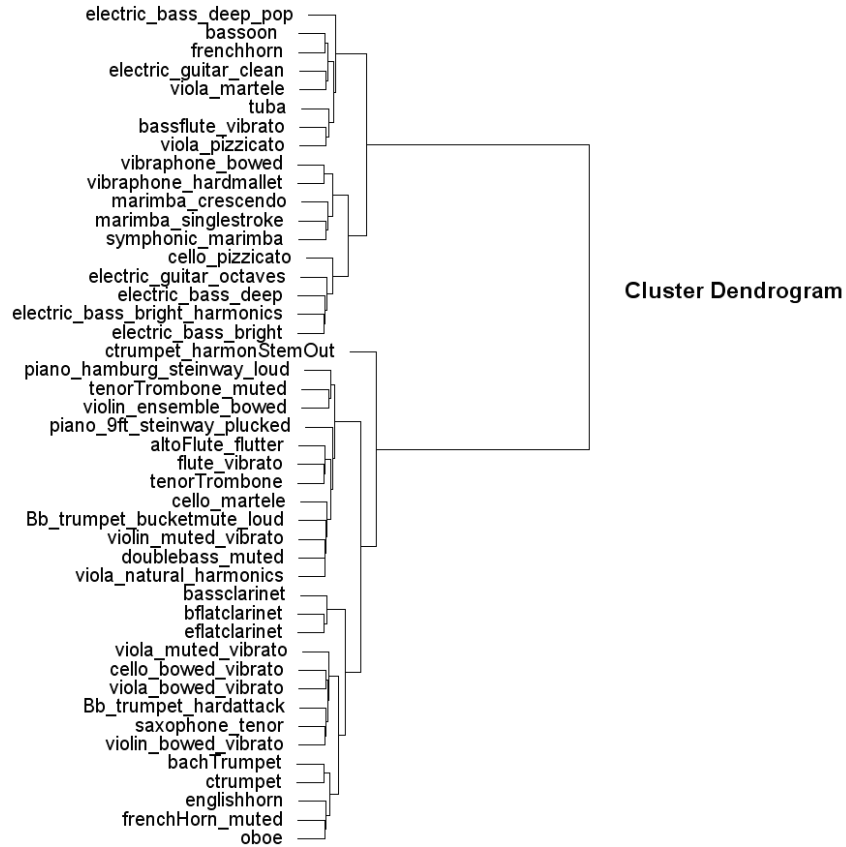 electric_bass_deep_pop
bassoon
frenchhorn
electric_guitar_clean
viola_martele
tuba
bassflute_vibrato
viola_pizzicato
vibraphone_bowed
vibraphone_hardmallet
marimba_crescendo
marimba_singlestroke
symphonic_marimba
cello_pizzicato
electric_guitar_octaves
electric_bass_deep
Cluster Dendrogram
electric_bass_bright_harmonics
electric_bass_bright
ctrumpet_harmonStemOut
piano_hamburg_steinway_loud
tenorTrombone_muted
violin_ensemble_bowed
piano_9ft_steinway_plucked
altoFlute_flutter
flute_vibrato
tenorTrombone
cello_martele
Bb_trumpet_bucketmute_loud
violin_muted_vibrato
doublebass_muted
viola_natural_harmonics
bassclarinet
bflatclarinet
eflatclarinet
viola_muted_vibrato
cello_bowed_vibrato
viola_bowed_vibrato
Bb_trumpet_hardattack
saxophone_tenor
violin_bowed_vibrato
bachTrumpet
ctrumpet
englishhorn
frenchHorn_muted
oboe